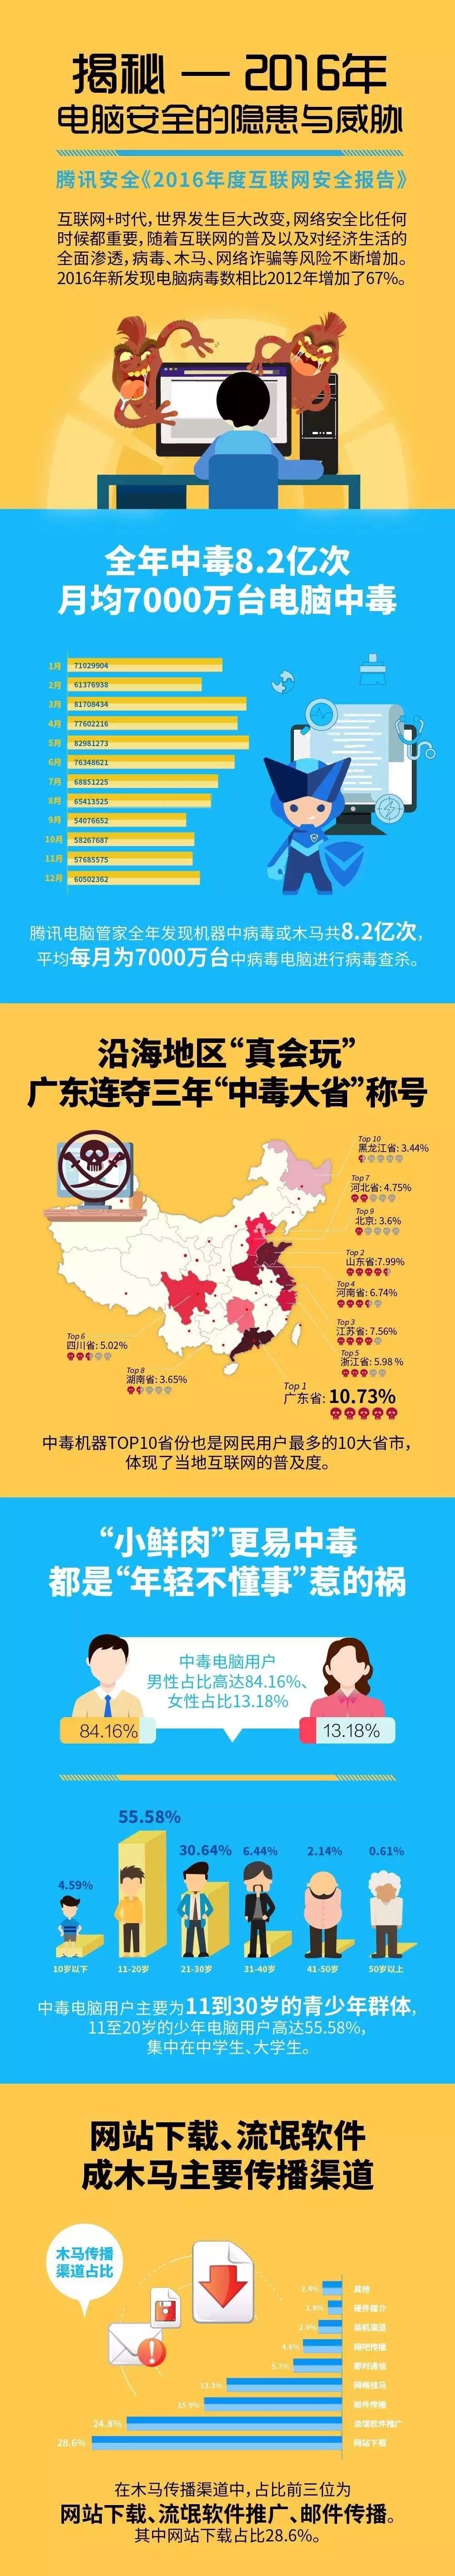 揭秘 — 2016年
电脑安全的隐患与威胁
腾讯安全《2016年度互联网安全报告》
互联网+时代,世界发生巨大改变,网络安全比任何
时候都重要,随着互联网的普及以及对经济生活的
全面渗透,病毒、木马、网络诈骗等风险不断增加。
2016年新发现电脑病毒数相比2012年增加了67%。
全年中毒8.2亿次
月均7000万台电脑中毒
1月 71029904
2月 61376938
3月 81708434
4月 77602216
5月 82981273
6月 76348621
7月 68851225
8月 65413525
9月 54076652
10月 58267687
11月 57685575
12月 60502362
腾讯电脑管家全年发现机器中病毒或木马共8.2亿次,
平均每月为7000万台中病毒电脑进行病毒查杀。
沿海地区“真会玩”
广东连夺三年“中毒大省”称号
Top 10
黑龙江省: 3.44%
Top 7
河北省: 4.75%
Top 9
北京: 3.6%
Top 2
山东省:7.99%
Top 4
河南省: 6.74%
Top 3
江苏省: 7.56%
Top 5
浙江省: 5.98 %
Top 6
四川省: 5.02%
Top 8
湖南省: 3.65%
Top 1
广东省: 10.73%
中毒机器TOP10省份也是网民用户最多的10大省市,
体现了当地互联网的普及度。
“小鲜肉”更易中毒
都是“年轻不懂事”惹的祸
中毒电脑用户
男性占比高达84.16%、
女性占比13.18%
84.16%
13.18%
4.59%
55.58%
30.64%
6.44%
2.14%
0.61%
10岁以下
11-20岁
21-30岁
31-40岁
41-50岁
50岁以上
中毒电脑用户主要为11到30岁的青少年群体,
11至20岁的少年电脑用户高达55.58%,
集中在中学生、大学生。
网站下载、流氓软件
成木马主要传播渠道
木马传播
渠道占比
2.4% 其他
硬件媒介
装机渠道
4.6% 网吧传播
5.7% 即时通信
13.3% 网络挂马
15.9% 邮件传播
24.8% 流氓软件推广
28.6% 网站下载
在木马传播渠道中,占比前三位为
网站下载、流氓软件推广、邮件传播。
其中网站下载占比28.6%。